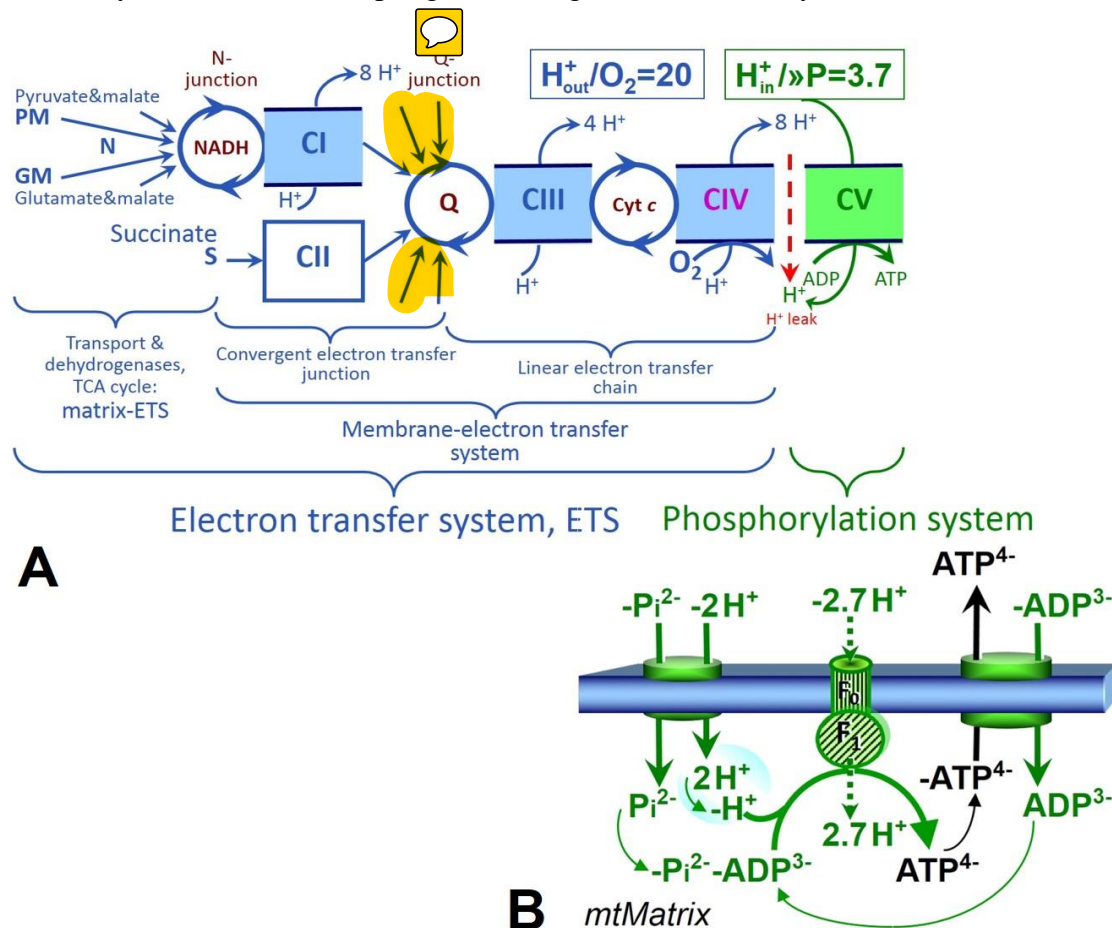 N-
junction
8 H⁺
Q-
junction
H⁺out/O₂=20
H⁺in/»P=3.7
Pyruvate&malate
PM
N
NADH
CI
4 H⁺
8 H⁺
GM
Glutamate&malate
H⁺
Q
CIII
Cyt c
CIV
CV
Succinate
S
CII
H⁺
O₂
H⁺
H⁺
ADP
ATP
H⁺ leak
Transport &
dehydrogenases,
TCA cycle:
matrix-ETS
Convergent electron transfer
junction
Linear electron transfer
chain
Membrane-electron transfer
system
Electron transfer system, ETS
Phosphorylation system
A
ATP⁴⁻
-Pi²⁻
-2H⁺
-2.7H⁺
-ADP³⁻
F₀
F₁
2H⁺
-H⁺
Pi²⁻
2.7H⁺
-ATP⁴⁻
ADP³⁻
-Pi²⁻-ADP³⁻
ATP⁴⁻
B
mtMatrix